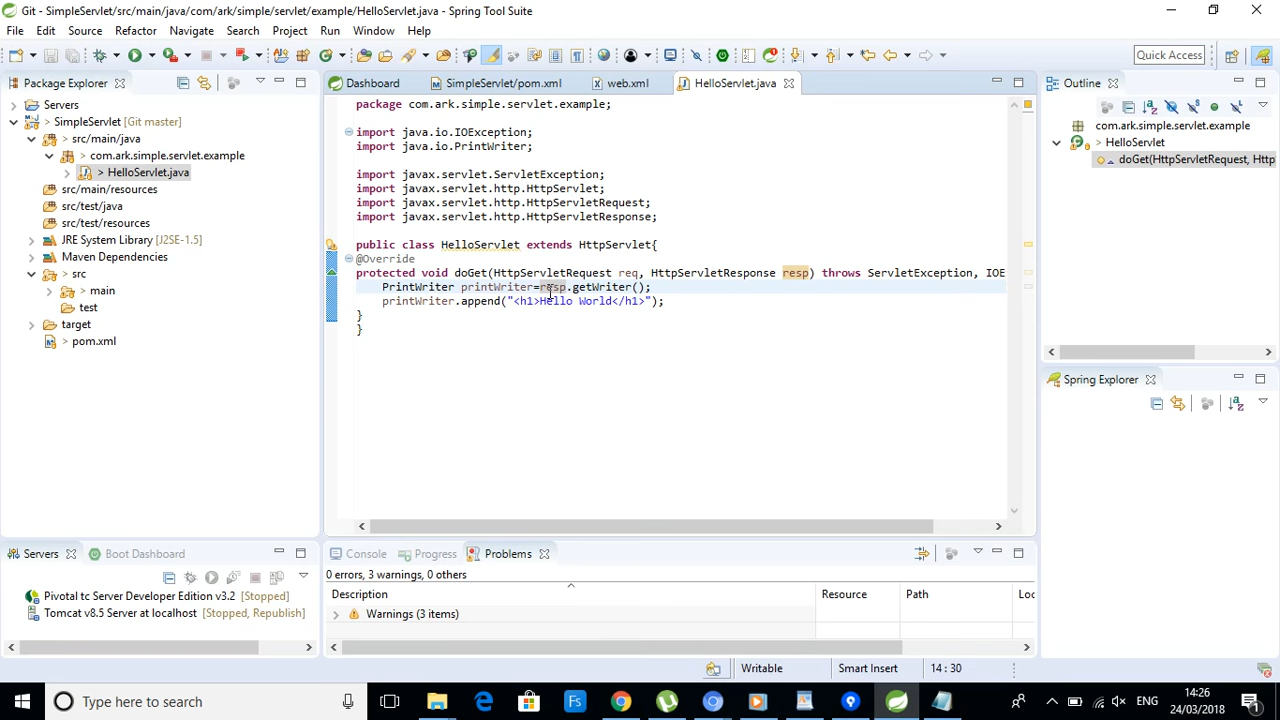 Git - SimpleServlet/src/main/java/com/ark/simple/servlet/example/HelloServlet.java - Spring Tool Suite
File Edit Source Refactor Navigate Search Project Run Window Help
Quick Access
Package Explorer
Servers
SimpleServlet [Git master]
src/main/java
com.ark.simple.servlet.example
HelloServlet.java
src/main/resources
src/test/java
src/test/resources
JRE System Library [J2SE-1.5]
Maven Dependencies
src
main
test
target
pom.xml
Dashboard SimpleServlet/pom.xml web.xml HelloServlet.java
package com.ark.simple.servlet.example;
import java.io.IOException;
import java.io.PrintWriter;
import javax.servlet.ServletException;
import javax.servlet.http.HttpServlet;
import javax.servlet.http.HttpServletRequest;
import javax.servlet.http.HttpServletResponse;
public class HelloServlet extends HttpServlet{
@Override
protected void doGet(HttpServletRequest req, HttpServletResponse resp) throws ServletException, IOE
PrintWriter printWriter=resp.getWriter();
printWriter.append("<h1>Hello World</h1>");
}
}
Outline
com.ark.simple.servlet.example
HelloServlet
doGet(HttpServletRequest, Http
Spring Explorer
Servers Boot Dashboard
Pivotal tc Server Developer Edition v3.2 [Stopped]
Tomcat v8.5 Server at localhost [Stopped, Republish]
Console Progress Problems
0 errors, 3 warnings, 0 others
Description Resource Path Loc
Warnings (3 items)
Writable Smart Insert 14 : 30
Type here to search
ENG
14:26
24/03/2018